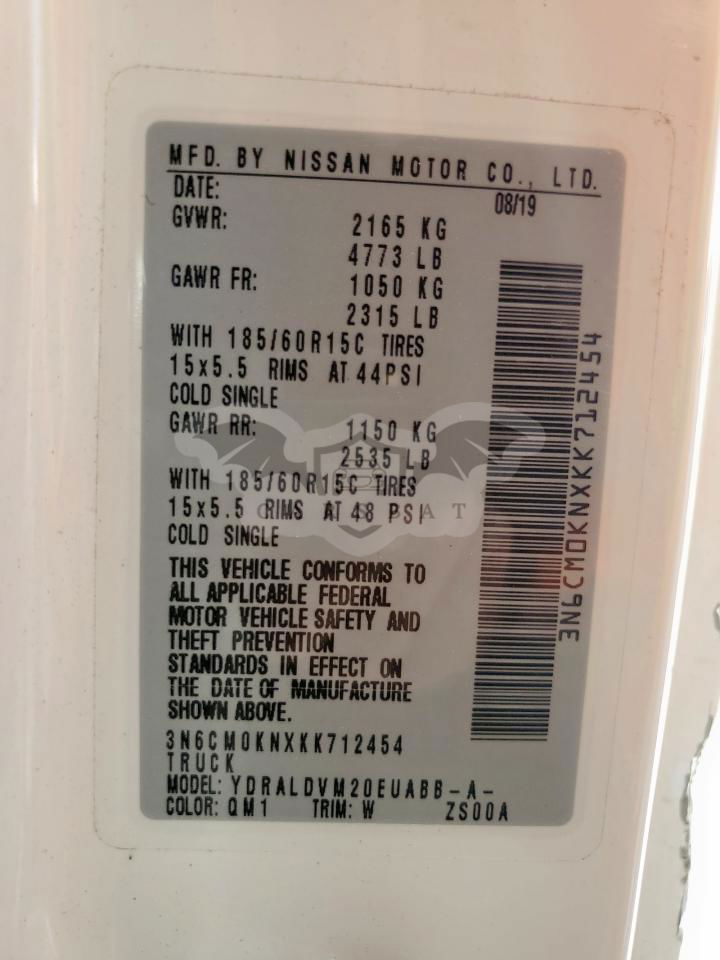 MFD. BY NISSAN MOTOR CO., LTD.
DATE: 08/19
GVWR: 2165 KG
4773 LB
GAWR FR: 1050 KG
2315 LB
WITH 185/60R15C TIRES
15x5.5 RIMS AT 44PSI
COLD SINGLE
GAWR RR: 1150 KG
2535 LB
WITH 185/60R15C TIRES
15x5.5 RIMS AT 48 PSI
COLD SINGLE
THIS VEHICLE CONFORMS TO
ALL APPLICABLE FEDERAL
MOTOR VEHICLE SAFETY AND
THEFT PREVENTION
STANDARDS IN EFFECT ON
THE DATE OF MANUFACTURE
SHOWN ABOVE.
3N6CM0KNXKK712454
TRUCK
MODEL: YDRALDVM20EUABB-A-
COLOR: QM1 TRIM: W ZS00A
3N6CM0KNXKK712454